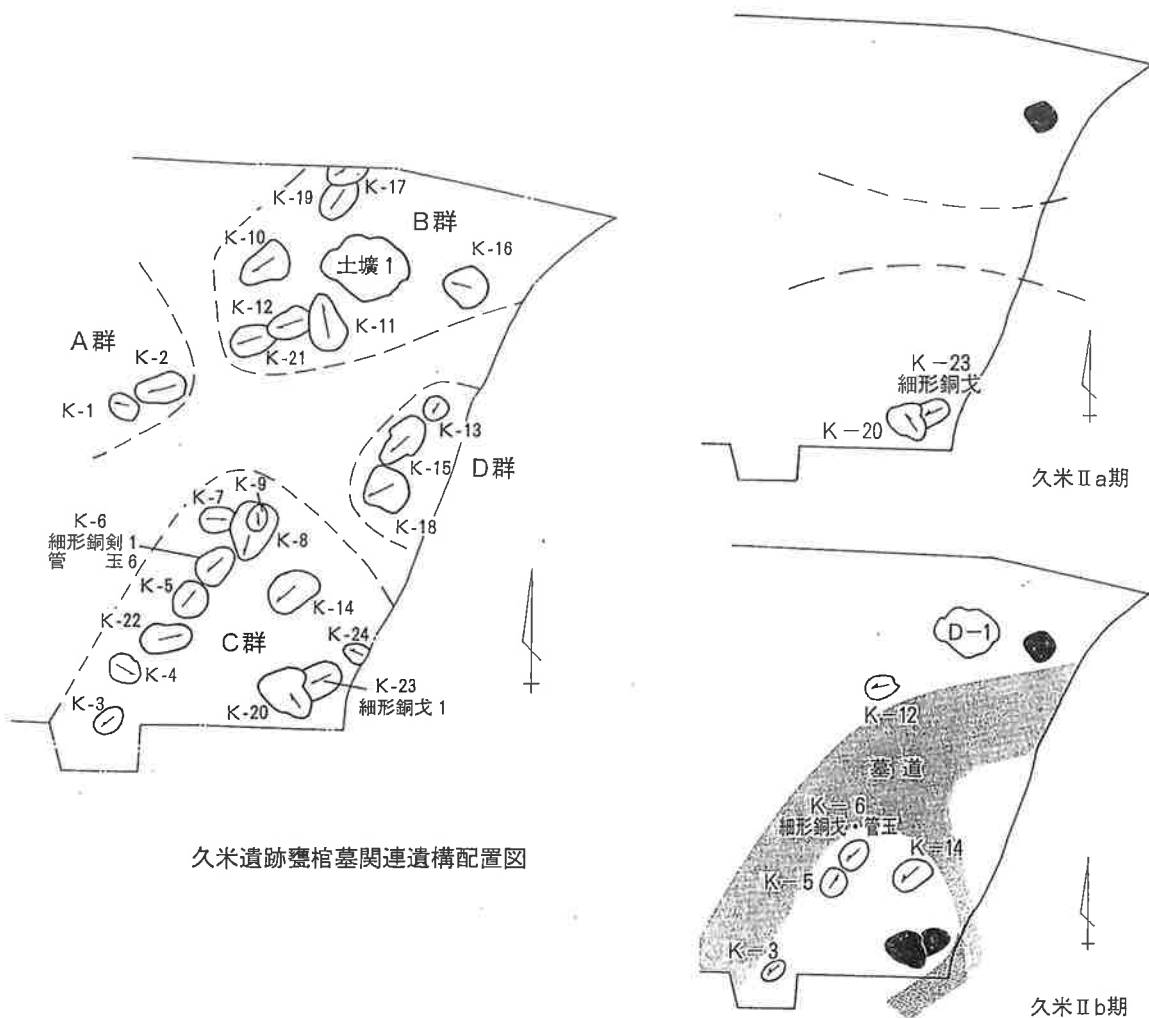 K-19
K-17
B群
K-10
K-16
土壙1
K-12
K-11
K-21
A群
K-2
K-1
K-13
K-15
D群
K-18
K-9
K-7
K-6
細形銅剣1
管 玉6
K-8
K-5
K-14
K-22
C群
K-24
K-4
K-23
細形銅戈1
K-3
K-20
久米遺跡甕棺墓関連遺構配置図
K-23
細形銅戈
K-20
久米Ⅱa期
D-1
K=12
墓道
K=6
細形銅戈・管玉
K=14
K=5
K=3
久米Ⅱb期